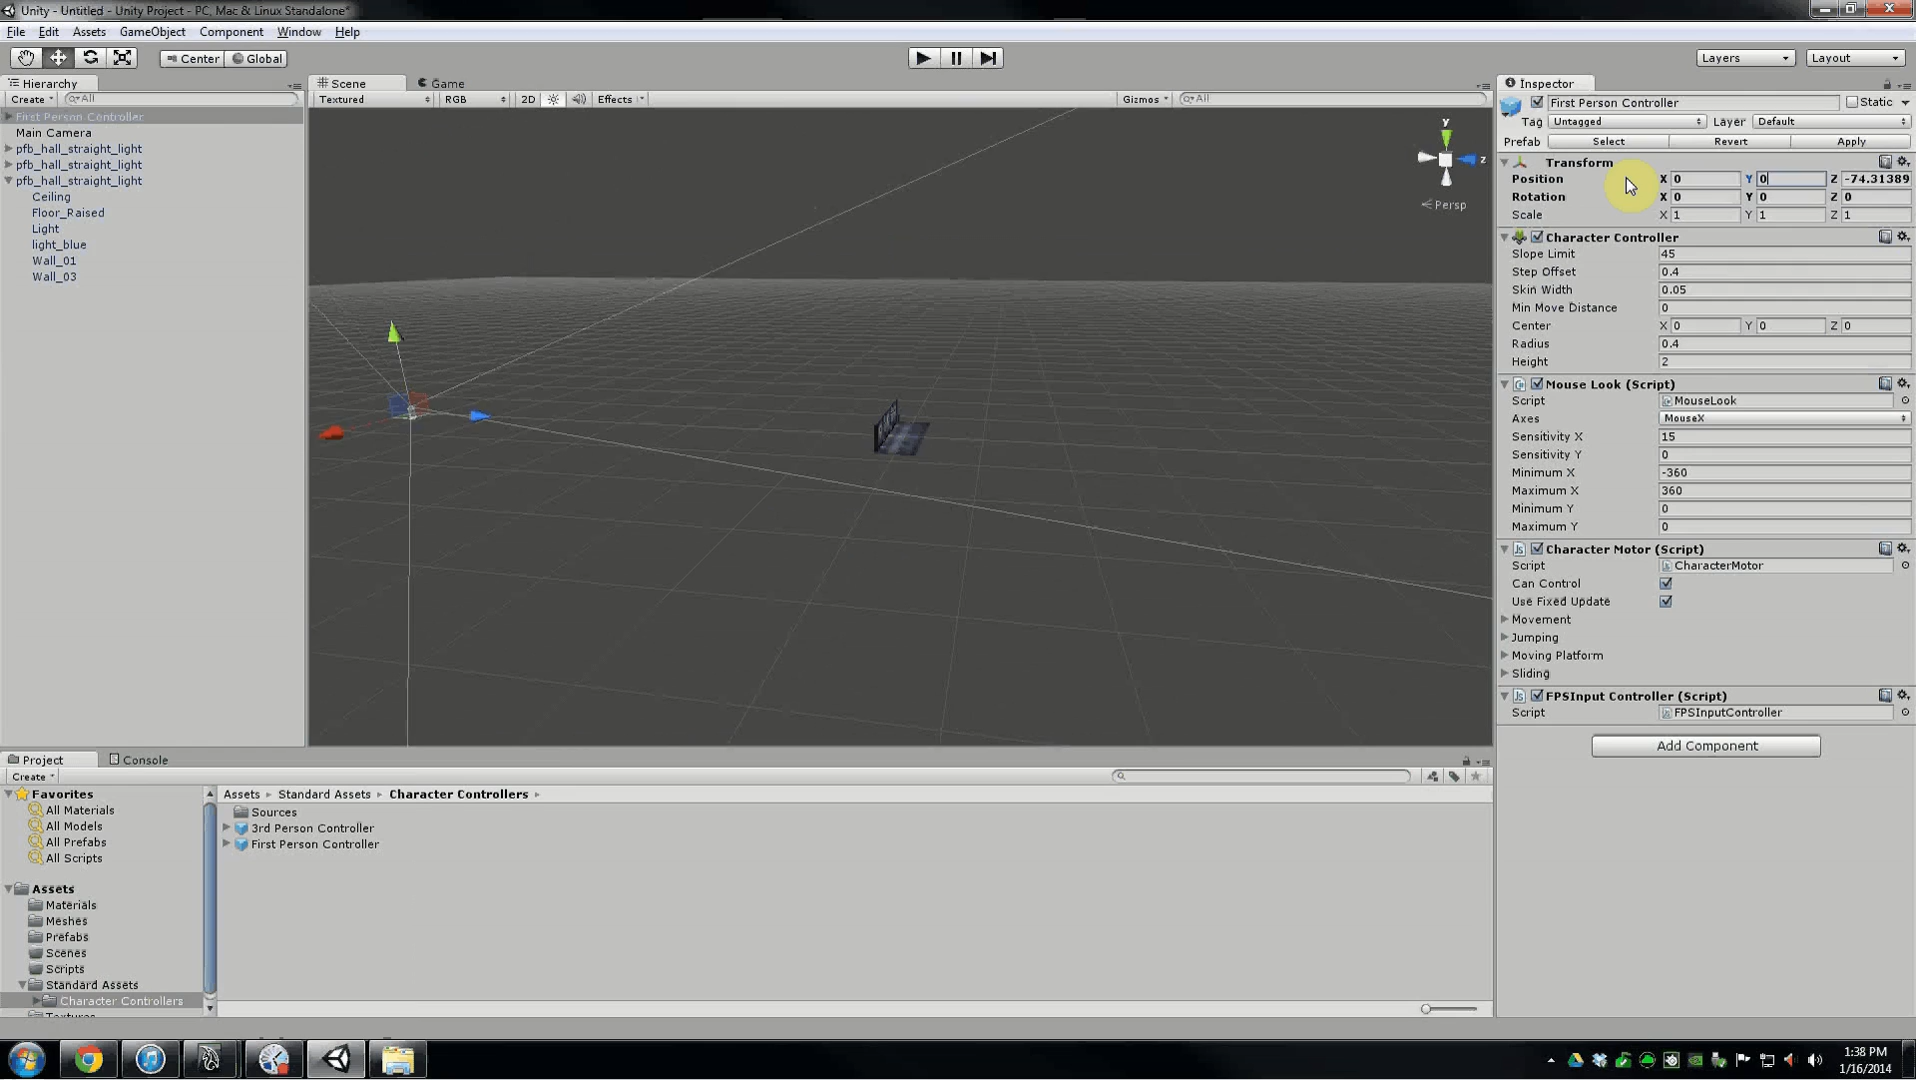 Unity - Untitled - Unity Project - PC, Mac & Linux Standalone*
File Edit Assets GameObject Component Window Help
Center Global Layers Layout
Hierarchy
Create All
First Person Controller
Main Camera
pfb_hall_straight_light
pfb_hall_straight_light
pfb_hall_straight_light
Ceiling
Floor_Raised
Light
light_blue
Wall_01
Wall_03
Scene Game
Textured RGB 2D Effects Gizmos All
y
z
Persp
Inspector
First Person Controller Static
Tag Untagged Layer Default
Prefab Select Revert Apply
Transform
Position X 0 Y 0 Z -74.31389
Rotation X 0 Y 0 Z 0
Scale X 1 Y 1 Z 1
Character Controller
Slope Limit 45
Step Offset 0.4
Skin Width 0.05
Min Move Distance 0
Center X 0 Y 0 Z 0
Radius 0.4
Height 2
Mouse Look (Script)
Script MouseLook
Axes MouseX
Sensitivity X 15
Sensitivity Y 0
Minimum X -360
Maximum X 360
Minimum Y 0
Maximum Y 0
Character Motor (Script)
Script CharacterMotor
Can Control
Use Fixed Update
Movement
Jumping
Moving Platform
Sliding
FPSInput Controller (Script)
Script FPSInputController
Add Component
Project Console
Create
Favorites
All Materials
All Models
All Prefabs
All Scripts
Assets
Materials
Meshes
Prefabs
Scenes
Scripts
Standard Assets
Character Controllers
Textures
Assets Standard Assets Character Controllers
Sources
3rd Person Controller
First Person Controller
1:38 PM
1/16/2014